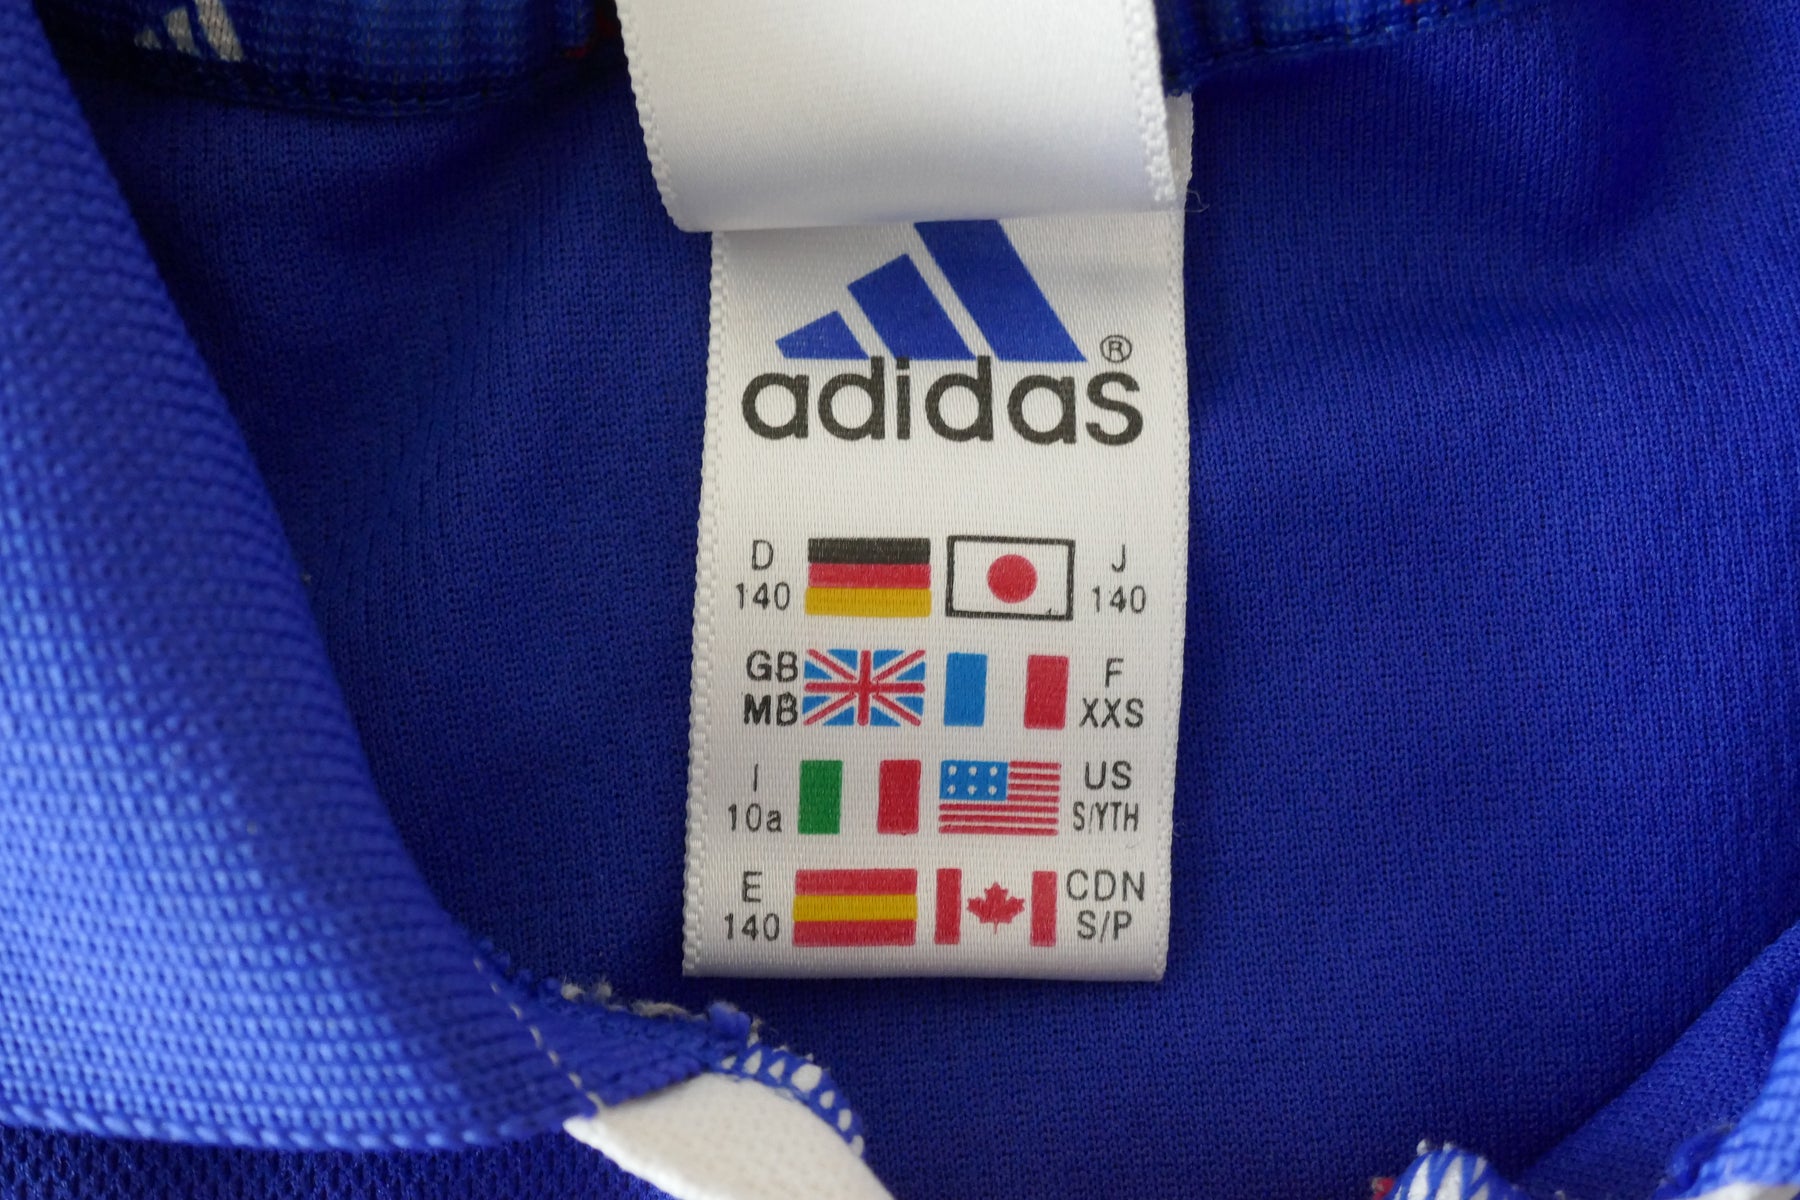 adidas®
D J
140 140
GB F
MB XXS
I US
10a S/YTH
E CDN
140 S/P